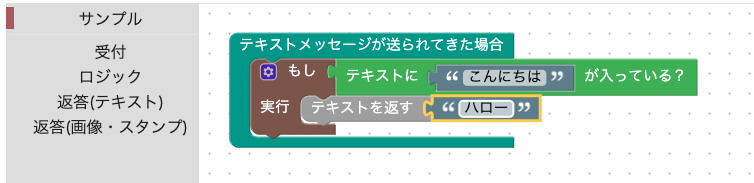 サンプル
受付
ロジック
返答(テキスト)
返答(画像・スタンプ)
テキストメッセージが送られてきた場合
もし テキストに “ こんにちは ” が入っている？
実行 テキストを返す “ ハロー ”